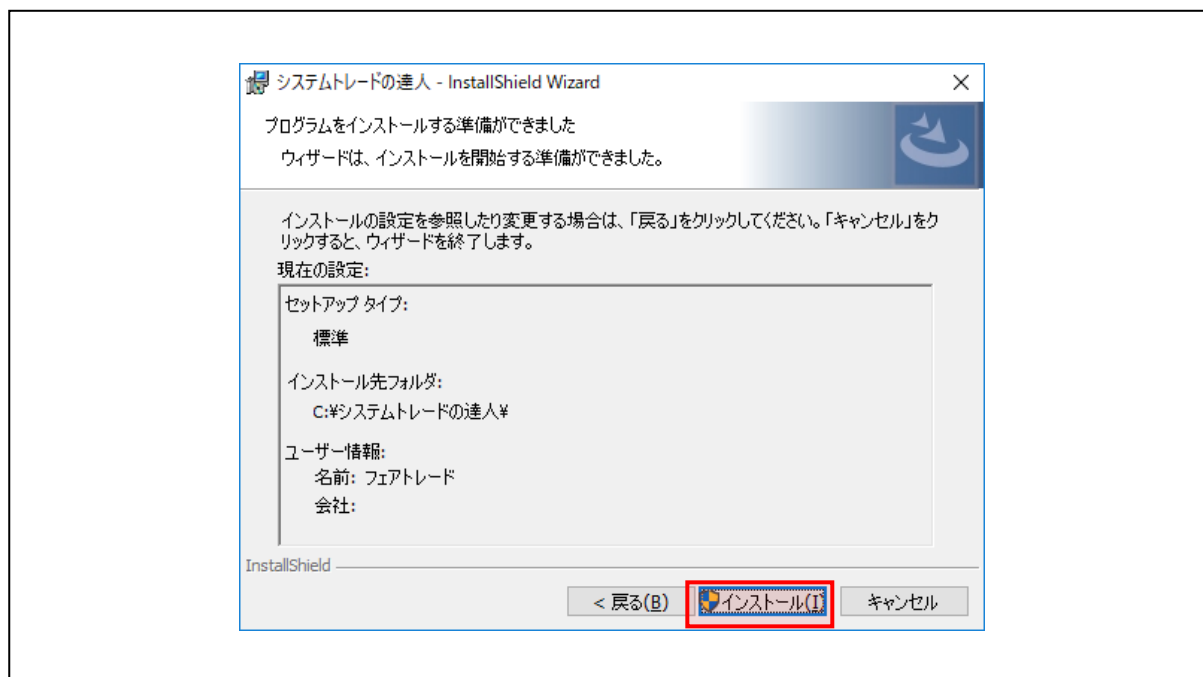 システムトレードの達人 - InstallShield Wizard
プログラムをインストールする準備ができました
ウィザードは、インストールを開始する準備ができました。
インストールの設定を参照したり変更する場合は、「戻る」をクリックしてください。「キャンセル」をク
リックすると、ウィザードを終了します。
現在の設定:
セットアップ タイプ:
標準
インストール先フォルダ:
C:¥システムトレードの達人¥
ユーザー情報:
名前: フェアトレード
会社:
InstallShield
< 戻る(B)
インストール(I)
キャンセル